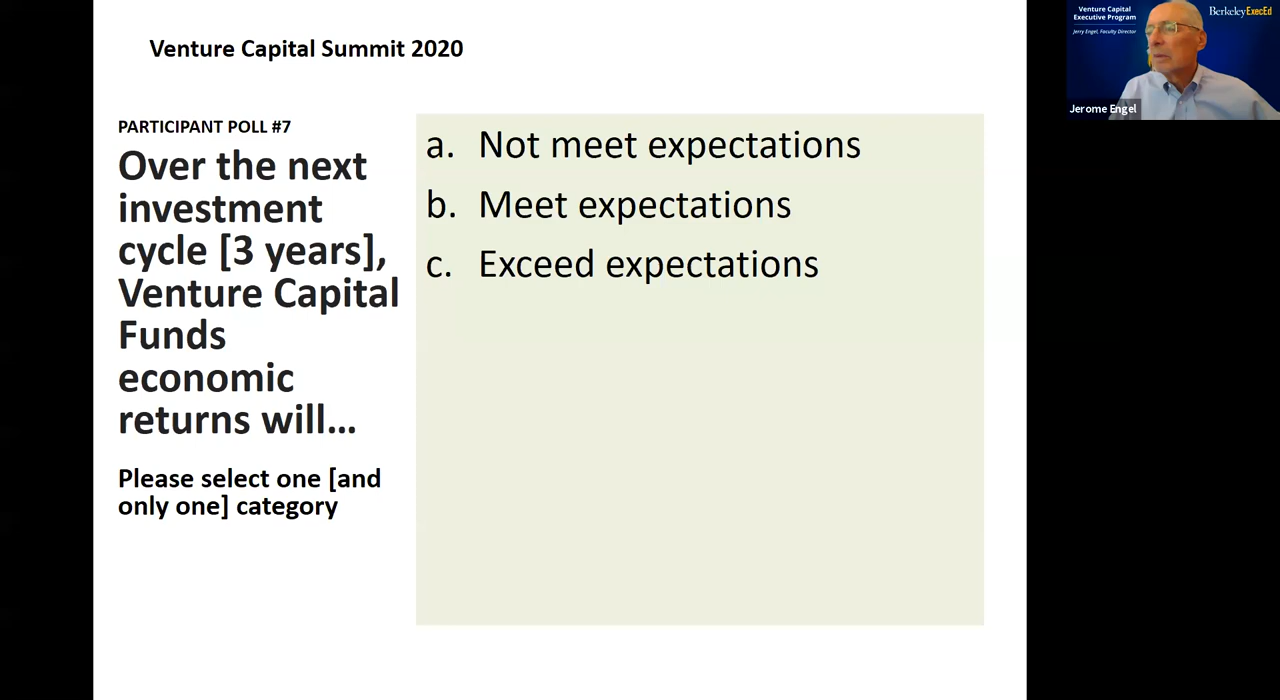 Venture Capital Summit 2020
PARTICIPANT POLL #7
Over the next
investment
cycle [3 years],
Venture Capital
Funds
economic
returns will...
Please select one [and
only one] category
a. Not meet expectations
b. Meet expectations
c. Exceed expectations
Venture Capital
Executive Program
Jerry Engel, Faculty Director
BerkeleyExecEd
Jerome Engel